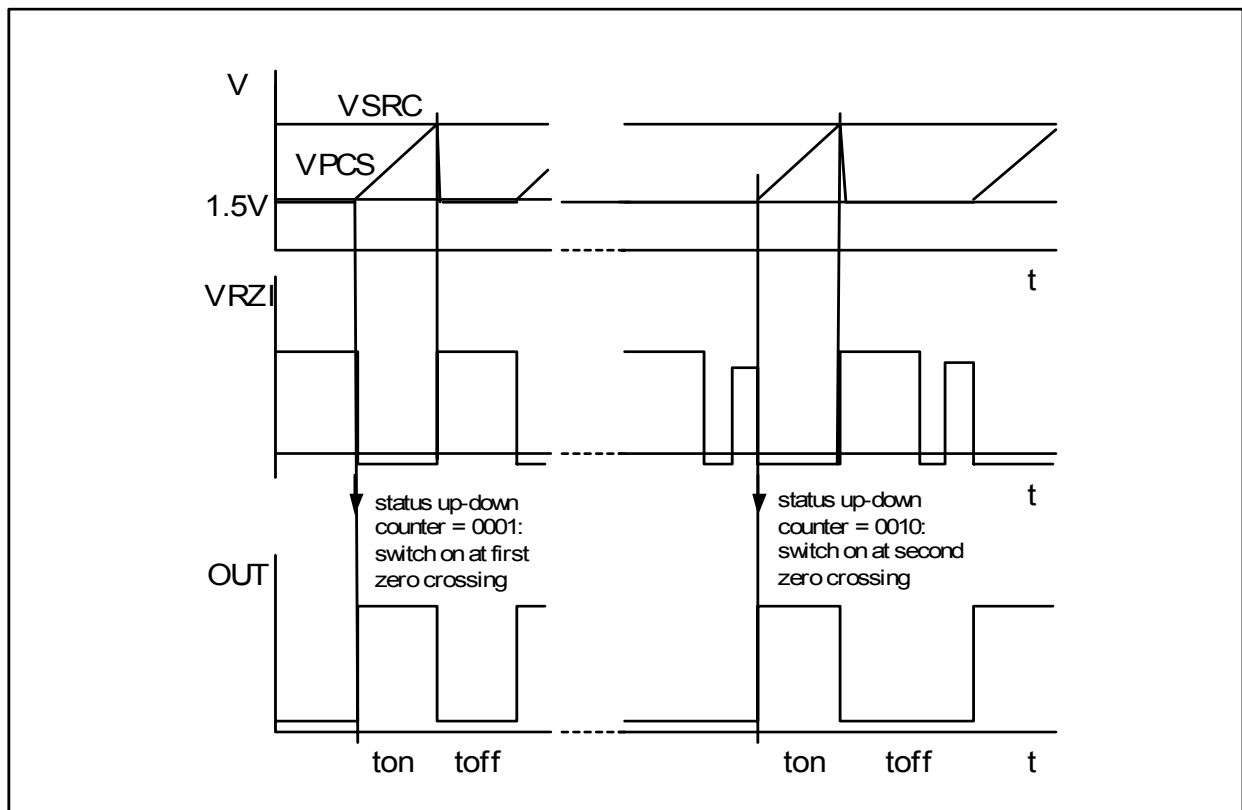 V
VSRC
VPCS
1.5V
t
VRZI
t
status up-down
counter = 0001:
switch on at first
zero crossing
status up-down
counter = 0010:
switch on at second
zero crossing
OUT
ton
toff
ton
toff
t